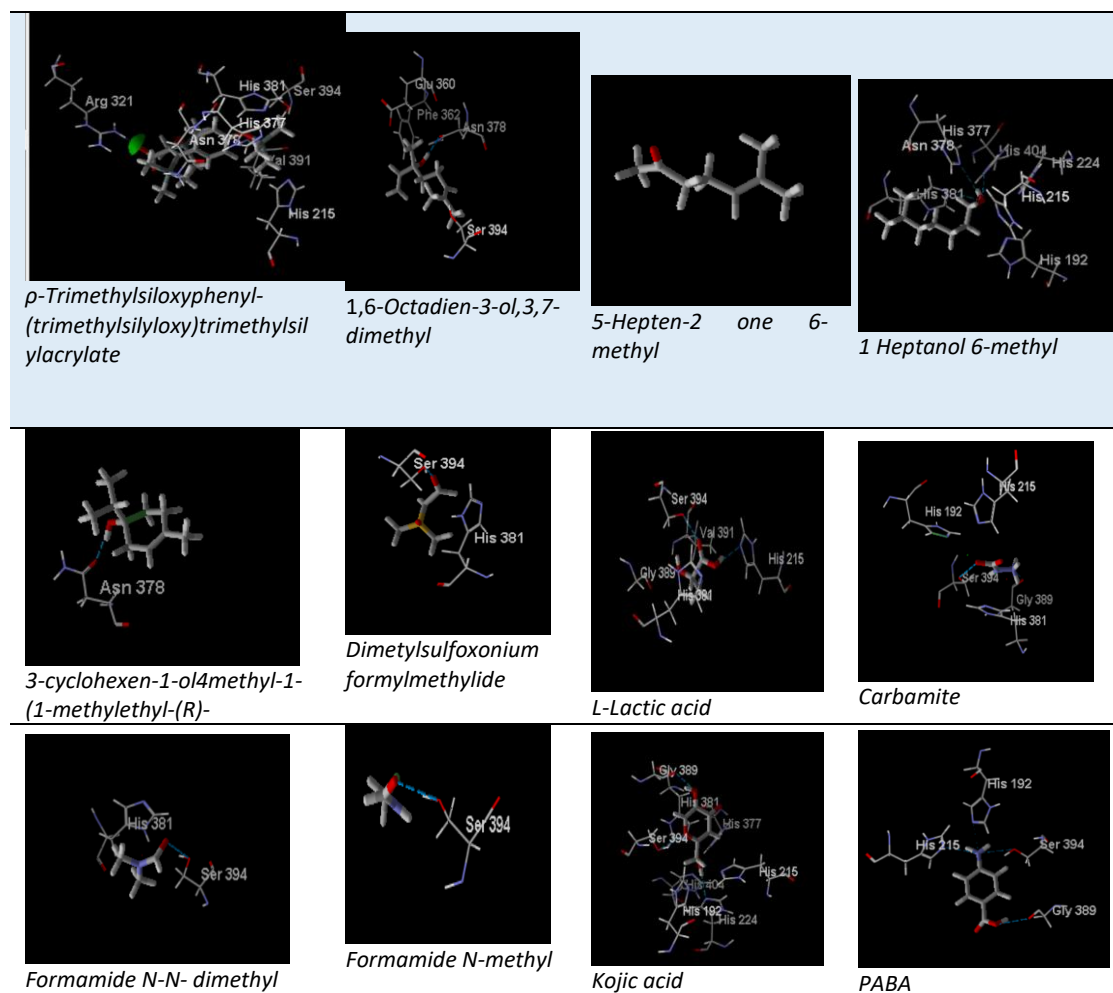 His 381
Ser 394
Arg 321
His 377
Asn 378
Val 391
His 215
ρ-Trimethylsiloxyphenyl-
(trimethylsilyloxy)trimethylsil
ylacrylate
Glu 360
Phe 362
Asn 378
Ser 394
1,6-Octadien-3-ol,3,7-
dimethyl
5-Hepten-2 one 6-
methyl
His 377
Asn 378
His 404
His 224
His 381
His 215
His 192
1 Heptanol 6-methyl
Asn 378
3-cyclohexen-1-ol4methyl-1-
(1-methylethyl-(R)-
Ser 394
His 381
Dimetylsulfoxonium
formylmethylide
Ser 394
Val 391
His 215
Gly 389
His 381
L-Lactic acid
His 215
His 192
Ser 394
Gly 389
His 381
Carbamite
His 381
Ser 394
Formamide N-N- dimethyl
Ser 394
Formamide N-methyl
Gly 389
His 381
His 377
Ser 394
His 215
His 404
His 192
His 224
Kojic acid
His 192
His 215
Ser 394
Gly 389
PABA